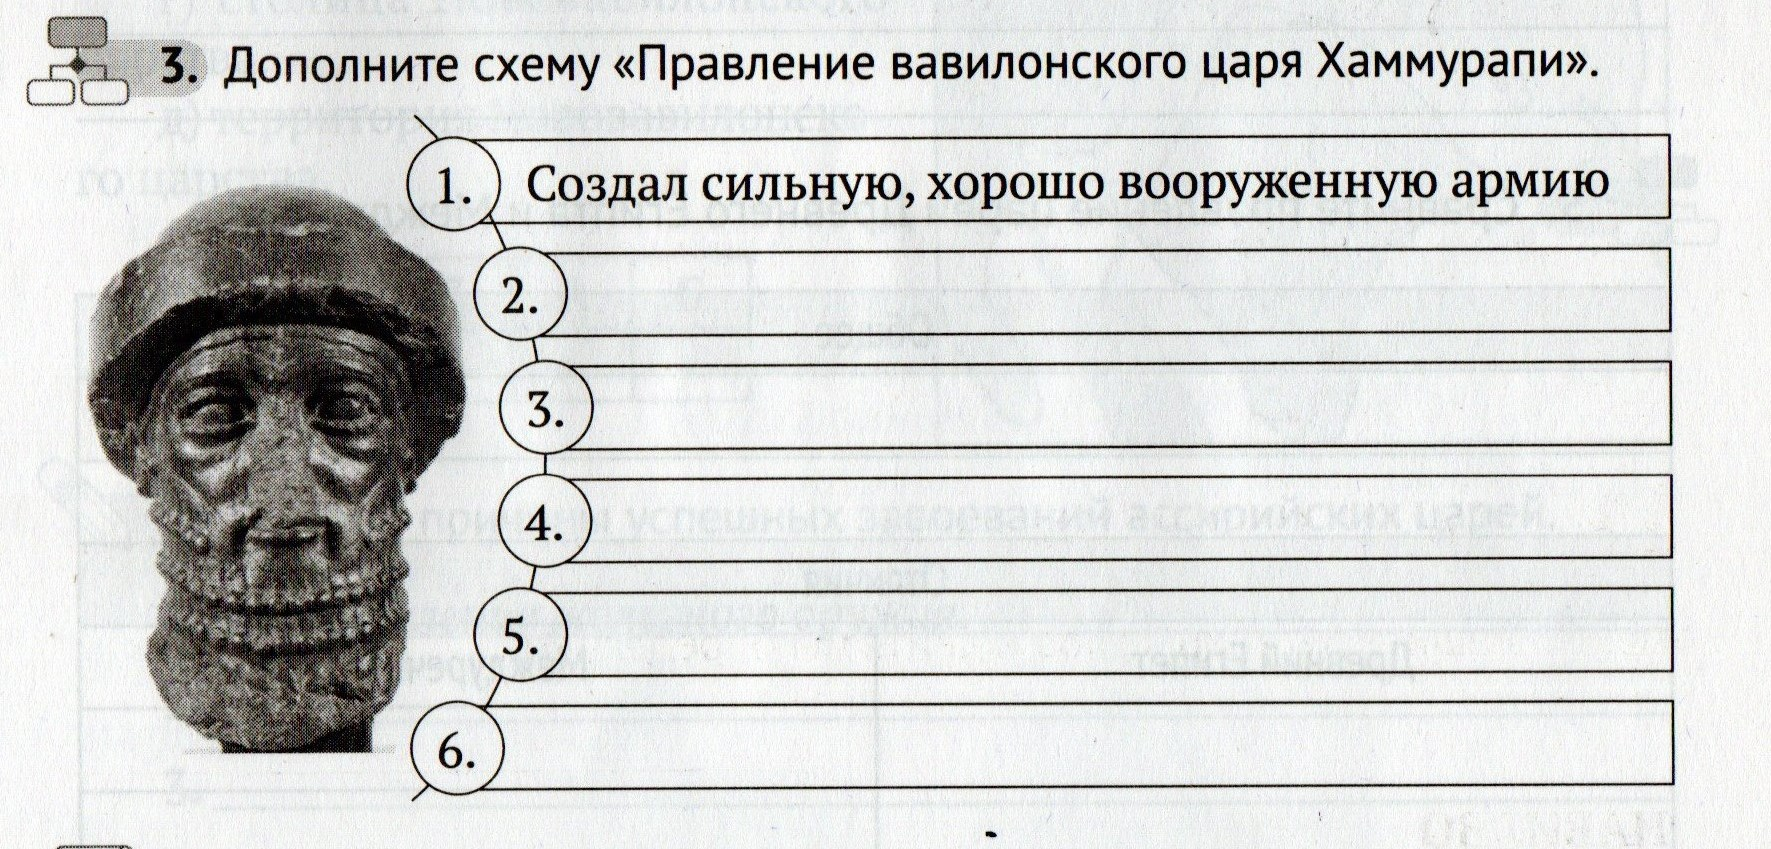 3. Дополните схему «Правление вавилонского царя Хаммурапи».
1. Создал сильную, хорошо вооруженную армию
2.
3.
4.
5.
6.